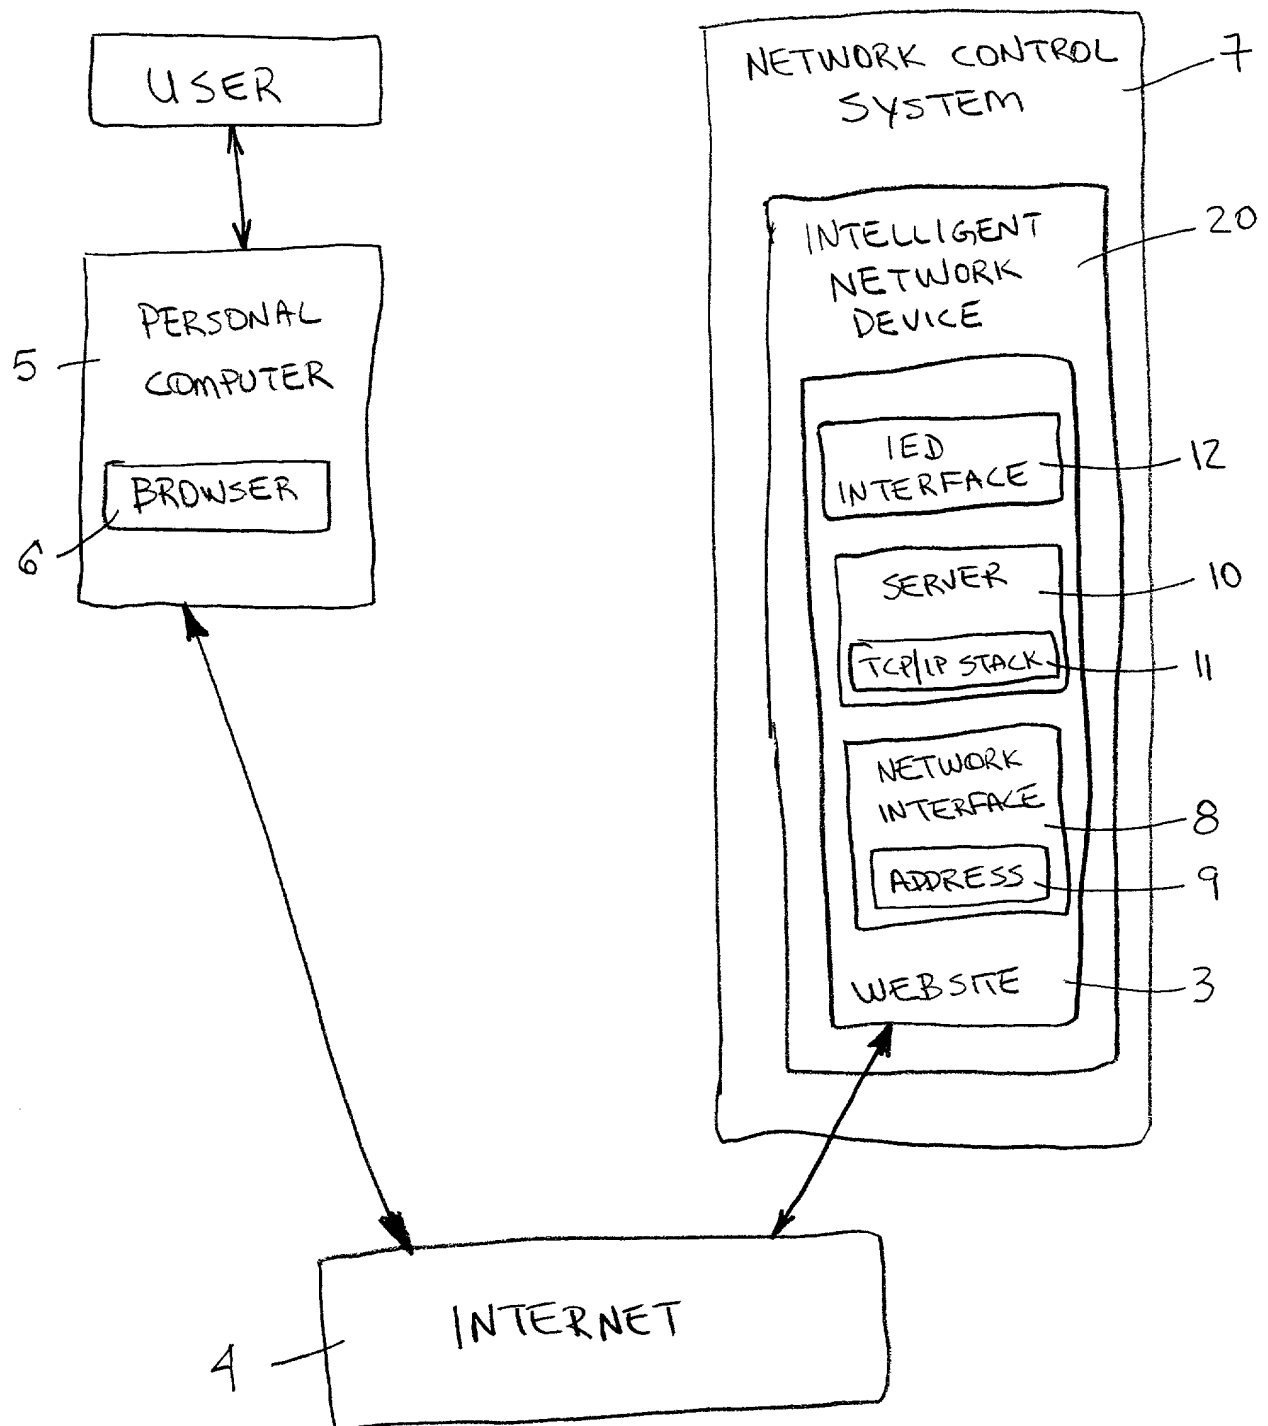 USER
5
PERSONAL
COMPUTER
BROWSER
6
NETWORK CONTROL
SYSTEM
7
INTELLIGENT
NETWORK
DEVICE
20
IED
INTERFACE
12
SERVER
10
TCP/IP STACK
11
NETWORK
INTERFACE
8
ADDRESS
9
WEBSITE
3
INTERNET
4